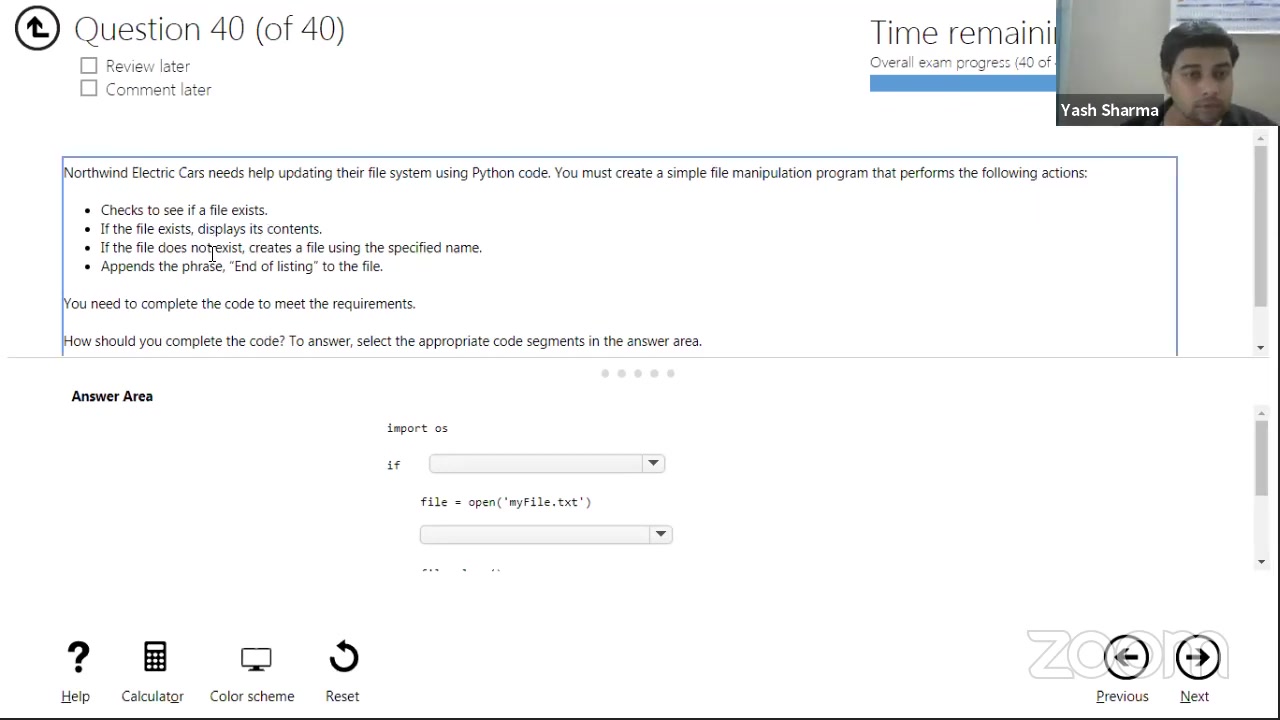 Question 40 (of 40)
Review later
Comment later
Overall exam progress (40 of
Yash Sharma
Northwind Electric Cars needs help updating their file system using Python code. You must create a simple file manipulation program that performs the following actions:
• Checks to see if a file exists.
• If the file exists, displays its contents.
• If the file does not exist, creates a file using the specified name.
• Appends the phrase, “End of listing” to the file.
You need to complete the code to meet the requirements.
How should you complete the code? To answer, select the appropriate code segments in the answer area.
Answer Area
import os
if
file = open('myFile.txt')
zoom
Help
Calculator
Color scheme
Reset
Previous
Next